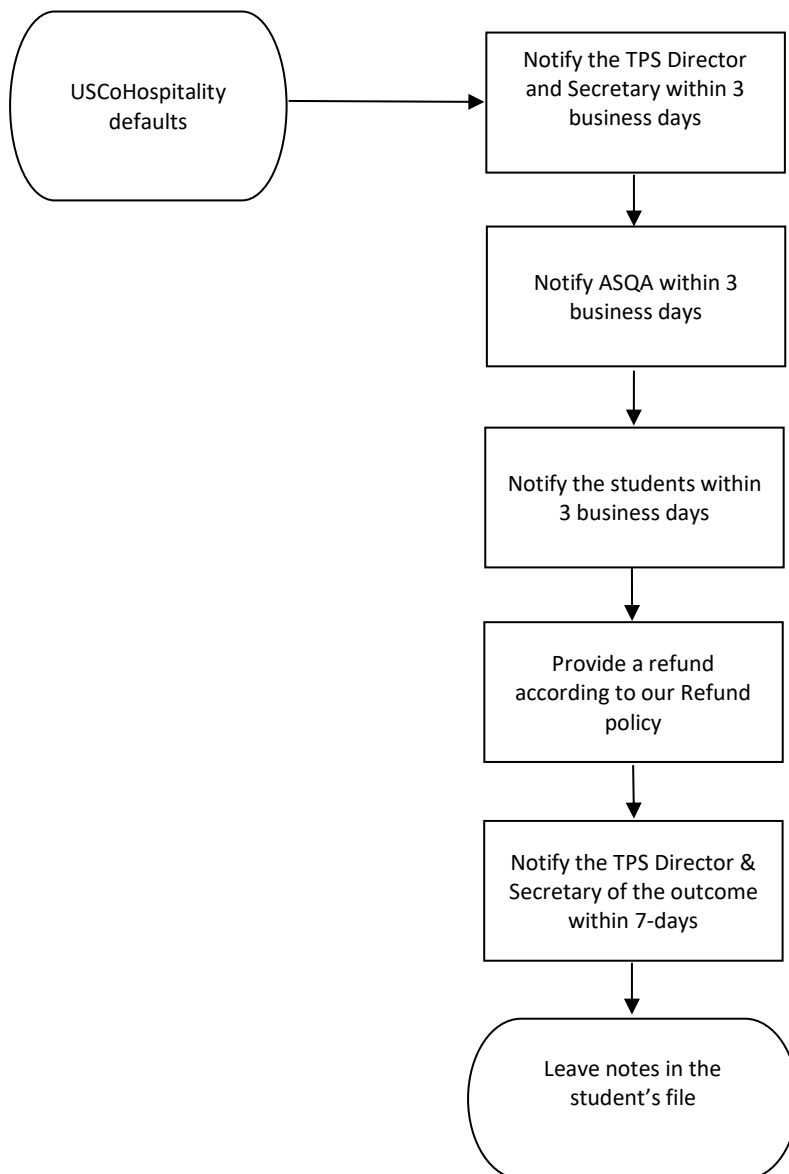 USCoHospitality
defaults
Notify the TPS Director
and Secretary within 3
business days
Notify ASQA within 3
business days
Notify the students within
3 business days
Provide a refund
according to our Refund
policy
Notify the TPS Director &
Secretary of the outcome
within 7-days
Leave notes in the
student’s file